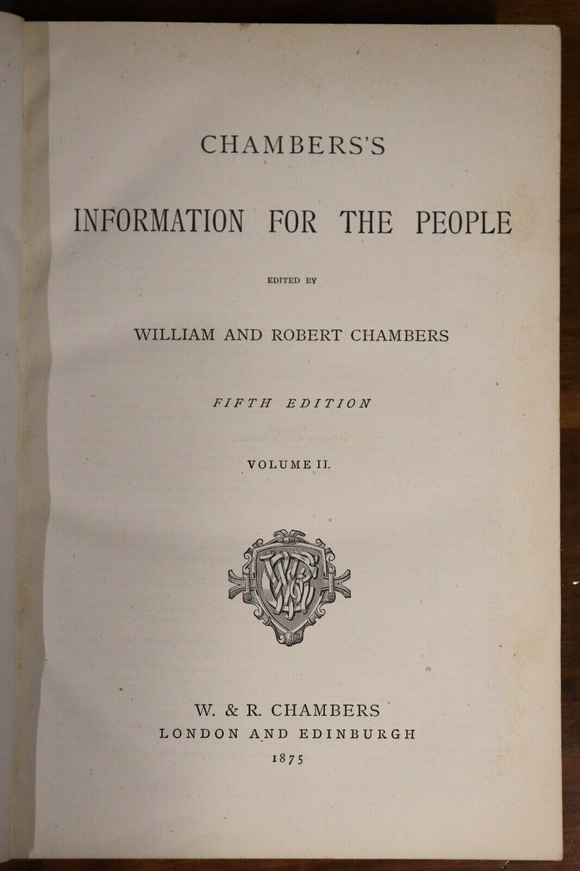 CHAMBERS'S
INFORMATION FOR THE PEOPLE
EDITED BY
WILLIAM AND ROBERT CHAMBERS
FIFTH EDITION
VOLUME II.
W. & R. CHAMBERS
LONDON AND EDINBURGH
1875